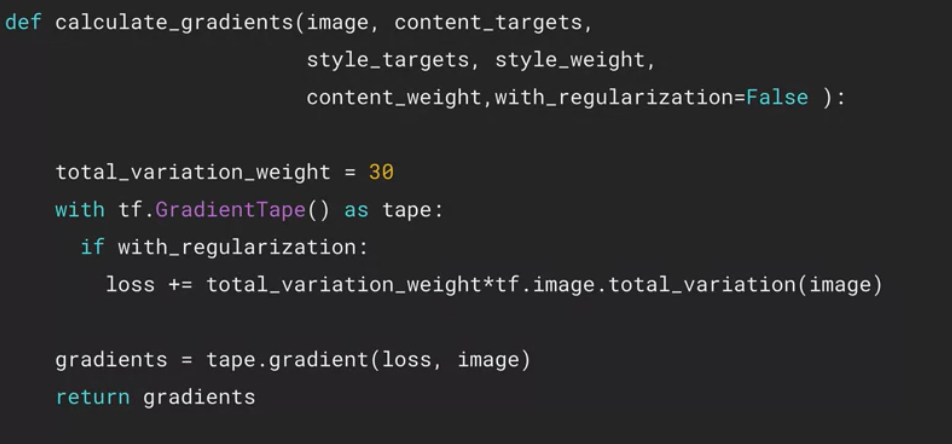 def calculate_gradients(image, content_targets,
style_targets, style_weight,
content_weight,with_regularization=False ):
total_variation_weight = 30
with tf.GradientTape() as tape:
if with_regularization:
loss += total_variation_weight*tf.image.total_variation(image)
gradients = tape.gradient(loss, image)
return gradients